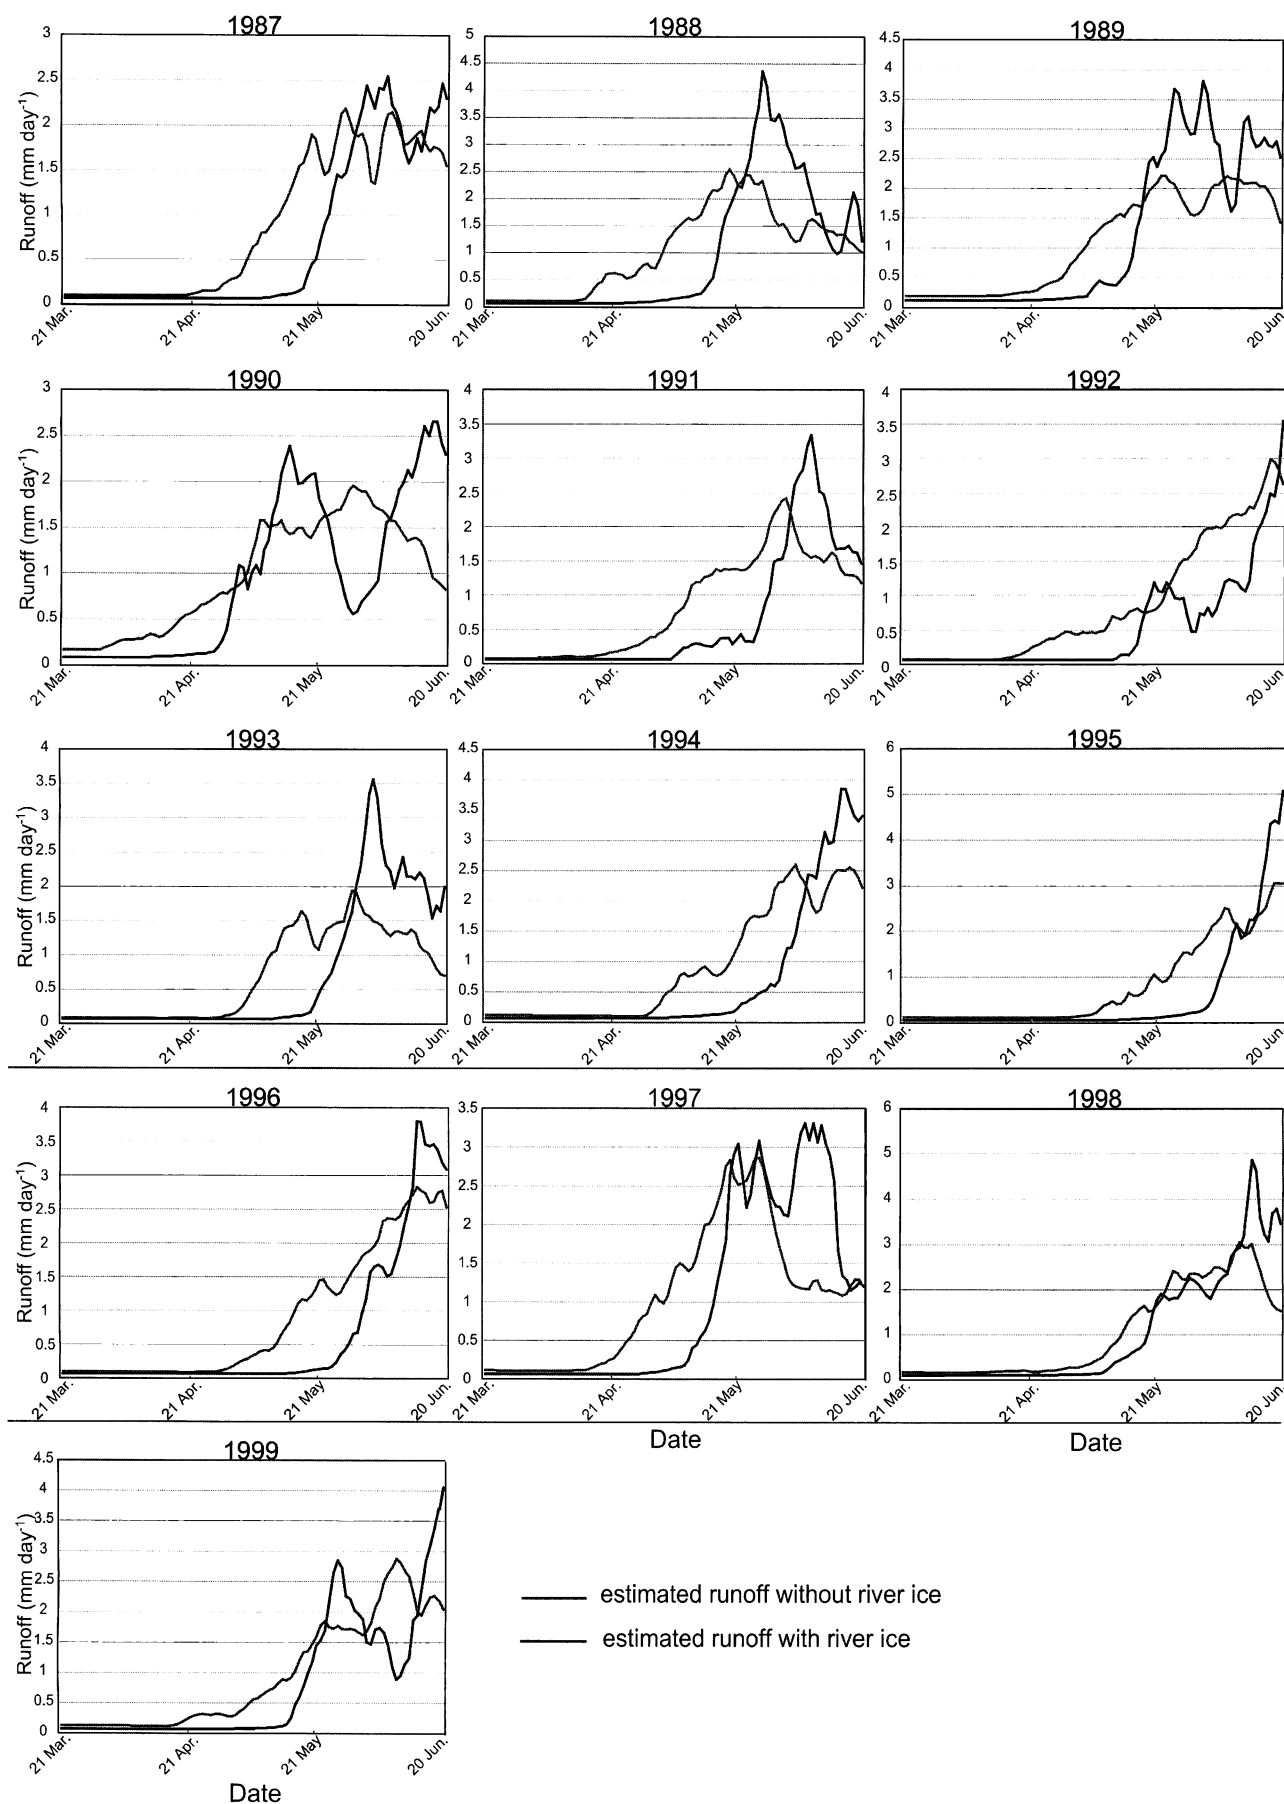 1987
1988
1989
Runoff (mm day-1)
3
2.5
2
1.5
1
0.5
0
5
4.5
4
3.5
3
2.5
2
1.5
1
0.5
0
4.5
4
3.5
3
2.5
2
1.5
1
0.5
0
21 Mar.
21 Apr.
21 May
20 Jun.
21 Mar.
21 Apr.
21 May
20 Jun.
21 Mar.
21 Apr.
21 May
20 Jun.
1990
1991
1992
Runoff (mm day-1)
3
2.5
2
1.5
1
0.5
0
4
3.5
3
2.5
2
1.5
1
0.5
0
4
3.5
3
2.5
2
1.5
1
0.5
0
21 Mar.
21 Apr.
21 May
20 Jun.
21 Mar.
21 Apr.
21 May
20 Jun.
21 Mar.
21 Apr.
21 May
20 Jun.
1993
1994
1995
Runoff (mm day-1)
4
3.5
3
2.5
2
1.5
1
0.5
0
4.5
4
3.5
3
2.5
2
1.5
1
0.5
0
6
5
4
3
2
1
0
21 Mar.
21 Apr.
21 May
20 Jun.
21 Mar.
21 Apr.
21 May
20 Jun.
21 Mar.
21 Apr.
21 May
20 Jun.
1996
1997
1998
Runoff (mm day-1)
4
3.5
3
2.5
2
1.5
1
0.5
0
3.5
3
2.5
2
1.5
1
0.5
0
6
5
4
3
2
1
0
21 Mar.
21 Apr.
21 May
20 Jun.
21 Mar.
21 Apr.
21 May
20 Jun.
21 Mar.
21 Apr.
21 May
20 Jun.
Date
Date
1999
Runoff (mm day-1)
4.5
4
3.5
3
2.5
2
1.5
1
0.5
0
21 Mar.
21 Apr.
21 May
20 Jun.
Date
estimated runoff without river ice
estimated runoff with river ice